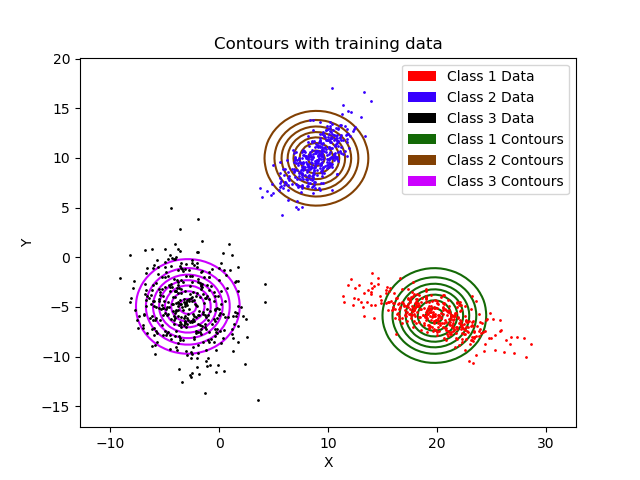 Contours with training data
20
15
10
5
0
−5
−10
−15
Y
Class 1 Data
Class 2 Data
Class 3 Data
Class 1 Contours
Class 2 Contours
Class 3 Contours
−10 0 10 20 30
X